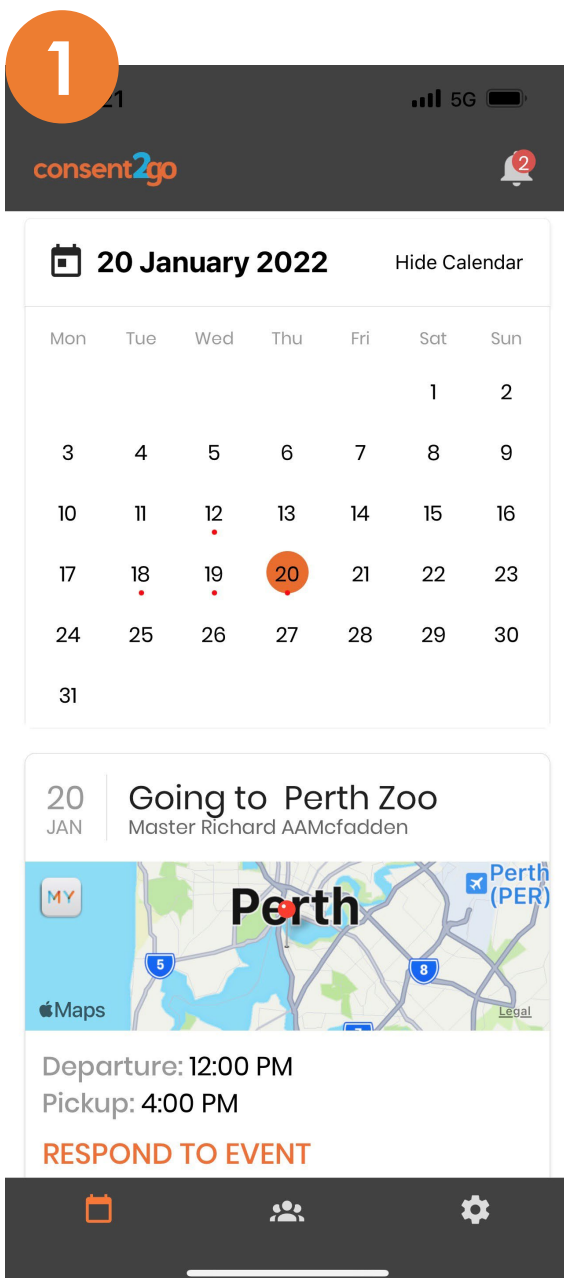 1
21
5G
consent2go
2
20 January 2022 Hide Calendar
Mon Tue Wed Thu Fri Sat Sun
1 2
3 4 5 6 7 8 9
10 11 12 13 14 15 16
17 18 19 20 21 22 23
24 25 26 27 28 29 30
31
20 Going to Perth Zoo
JAN Master Richard AAMcfadden
MY
Perth
Perth
(PER)
5
8
Maps
Legal
Departure: 12:00 PM
Pickup: 4:00 PM
RESPOND TO EVENT